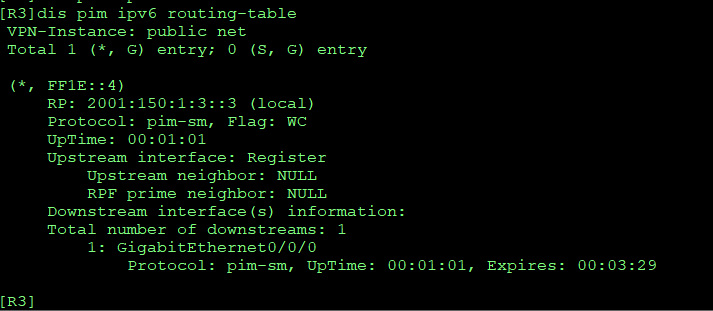 [R3]dis pim ipv6 routing-table
VPN-Instance: public net
Total 1 (*, G) entry; 0 (S, G) entry
(*, FF1E::4)
RP: 2001:150:1:3::3 (local)
Protocol: pim-sm, Flag: WC
UpTime: 00:01:01
Upstream interface: Register
Upstream neighbor: NULL
RPF prime neighbor: NULL
Downstream interface(s) information:
Total number of downstreams: 1
1: GigabitEthernet0/0/0
Protocol: pim-sm, UpTime: 00:01:01, Expires: 00:03:29
[R3]